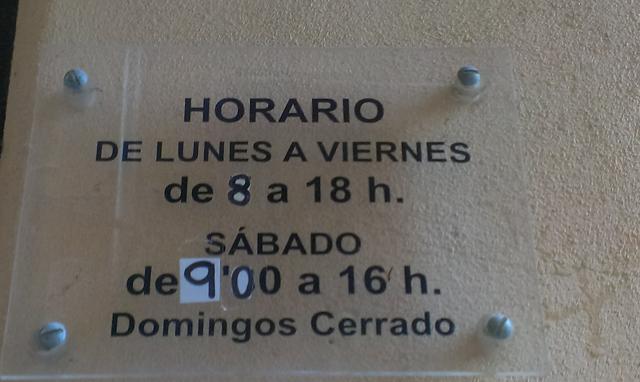 HORARIO
DE LUNES A VIERNES
de 8 a 18 h.
SÁBADO
de 9'00 a 16 h.
Domingos Cerrado